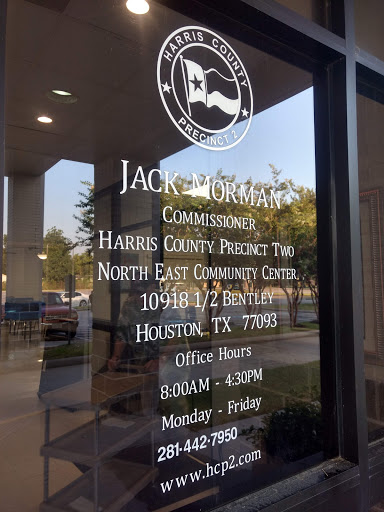 HARRIS COUNTY
PRECINCT 2
JACK MORMAN
COMMISSIONER
HARRIS COUNTY PRECINCT TWO
NORTH EAST COMMUNITY CENTER
10918 1/2 BENTLEY
HOUSTON, TX 77093
Office Hours
8:00AM - 4:30PM
Monday - Friday
281-442-7950
www.hcp2.com